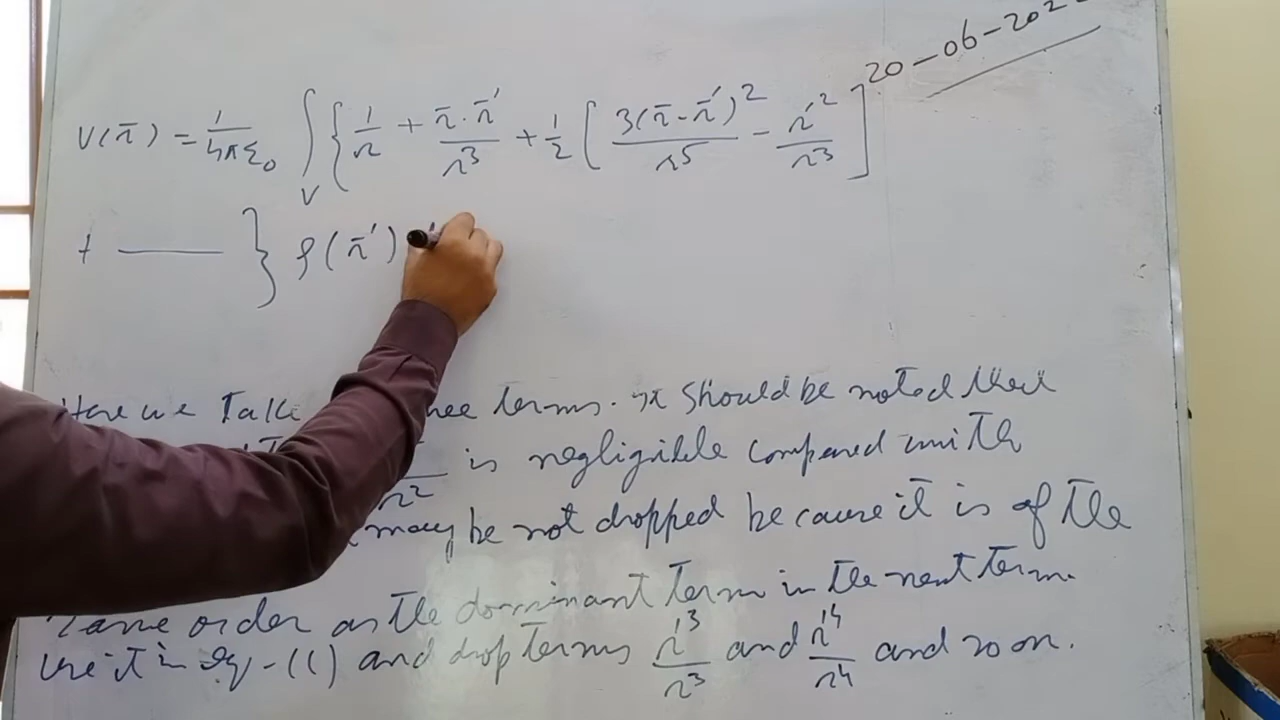 20-06-202
V(r̄) = 1/4πε₀ ∫_V { 1/r + r̄·r̄'/r³ + 1/2 [ 3(r̄-r̄')²/r⁵ - r'²/r³ ]
+ —— } ρ(r̄')
Here we Take terms. It should be noted that
r² is negligible compared with
may be not dropped because it is of the
same order as the dominant term in the next term.
use it in eq-(1) and drop terms r'³/r³ and r'⁴/r⁴ and so on.